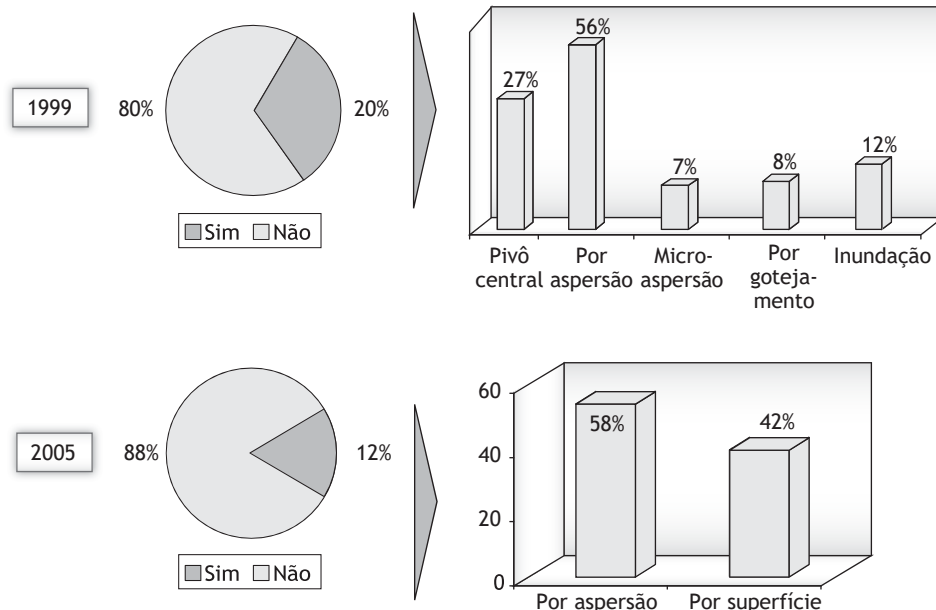 1999
80%
20%
Sim Não
27%
56%
7%
8%
12%
Pivô
central
Por
aspersão
Micro-
aspersão
Por
goteja-
mento
Inundação
2005
88%
12%
Sim Não
60
40
20
0
58%
42%
Por aspersão
Por superfície